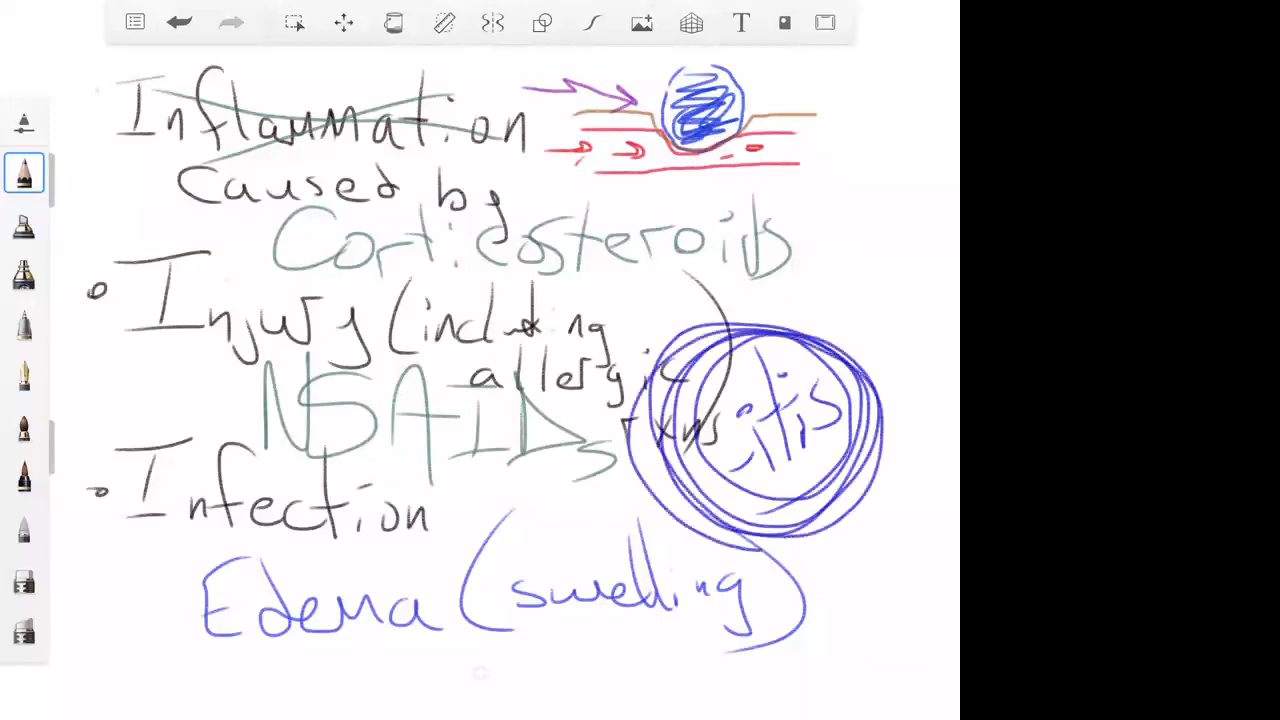 Inflammation
Caused by
Corticosteroids
Injury (including
allergic
rxns)
NSAIDs
-itis
Infection
Edema (swelling)